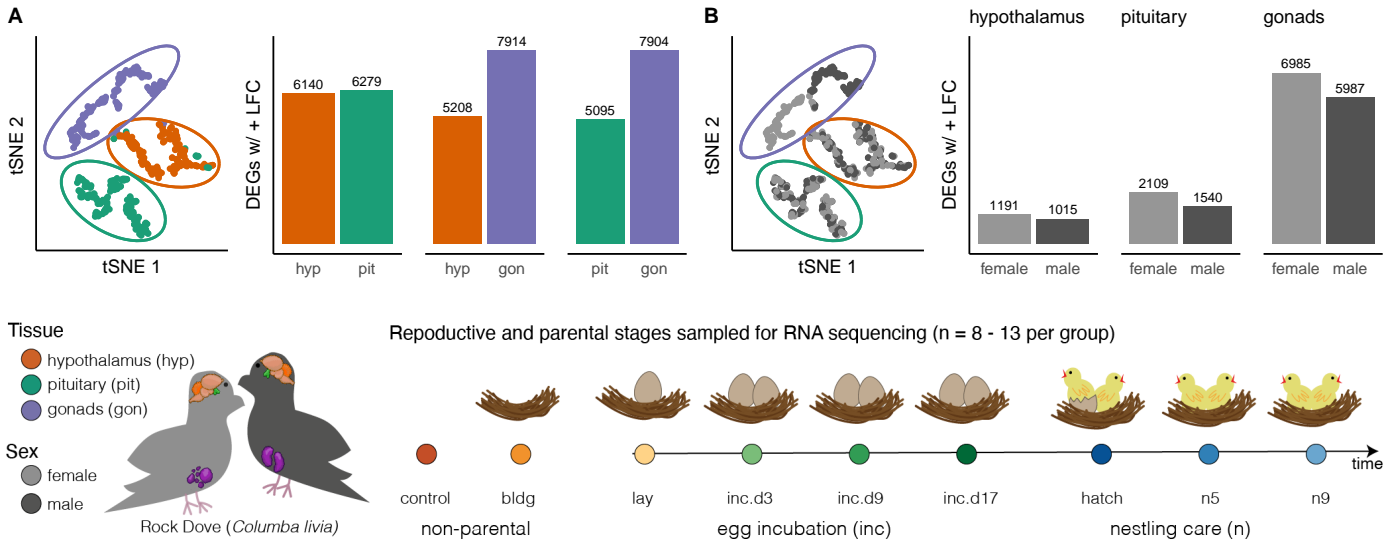 A
tSNE 2
tSNE 1
DEGs w/ + LFC
6140
6279
5208
7914
5095
7904
hyp
pit
hyp
gon
pit
gon
B
tSNE 2
tSNE 1
DEGs w/ + LFC
hypothalamus
pituitary
gonads
1191
1015
2109
1540
6985
5987
female
male
female
male
female
male
Tissue
hypothalamus (hyp)
pituitary (pit)
gonads (gon)
Sex
female
male
Rock Dove (Columba livia)
Repoductive and parental stages sampled for RNA sequencing (n = 8 - 13 per group)
time
control
bldg
lay
inc.d3
inc.d9
inc.d17
hatch
n5
n9
non-parental
egg incubation (inc)
nestling care (n)